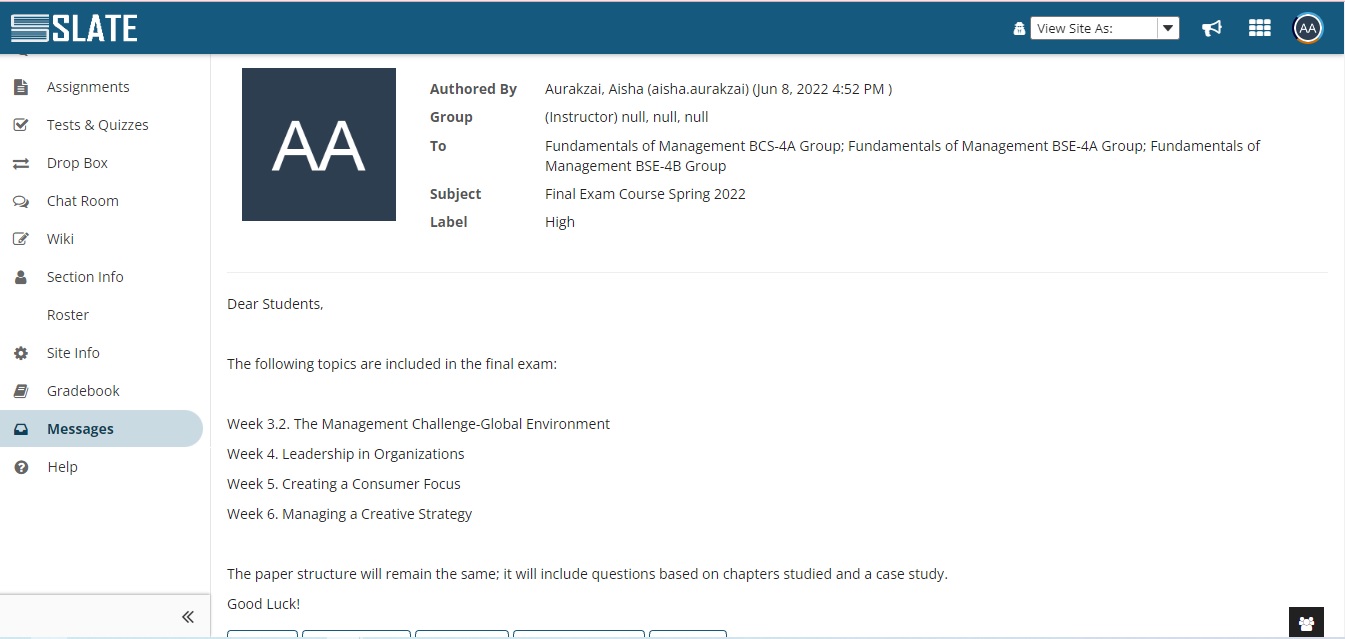 SLATE
View Site As:
AA
Assignments
Tests & Quizzes
Drop Box
Chat Room
Wiki
Section Info
Roster
Site Info
Gradebook
Messages
Help
AA
Authored By Aurakzai, Aisha (aisha.aurakzai) (Jun 8, 2022 4:52 PM )
Group (Instructor) null, null, null
To Fundamentals of Management BCS-4A Group; Fundamentals of Management BSE-4A Group; Fundamentals of
Management BSE-4B Group
Subject Final Exam Course Spring 2022
Label High
Dear Students,
The following topics are included in the final exam:
Week 3.2. The Management Challenge-Global Environment
Week 4. Leadership in Organizations
Week 5. Creating a Consumer Focus
Week 6. Managing a Creative Strategy
The paper structure will remain the same; it will include questions based on chapters studied and a case study.
Good Luck!